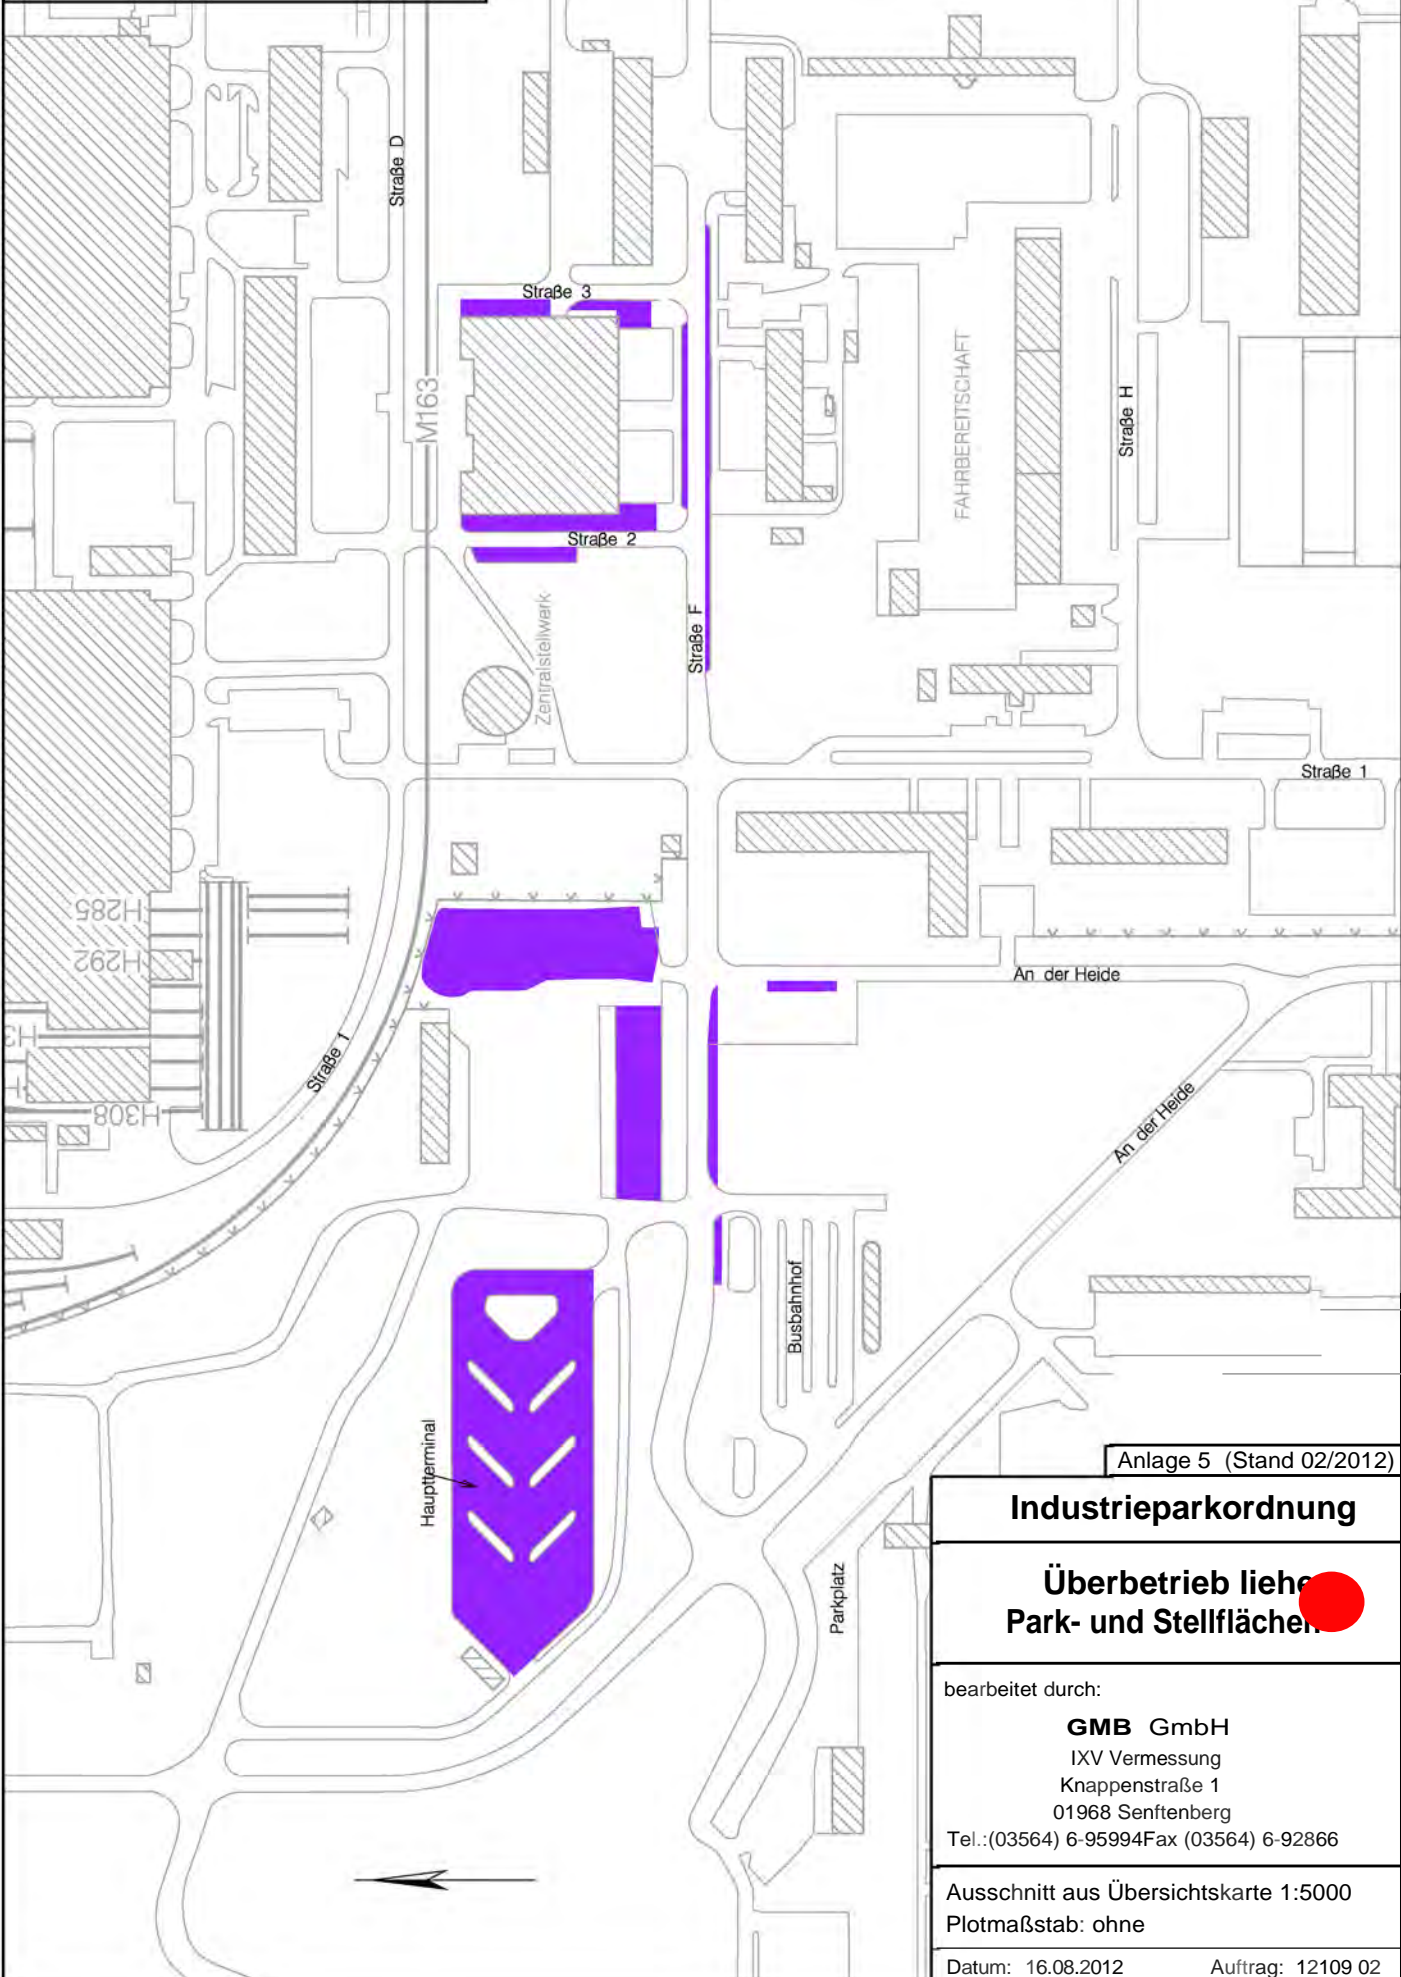 Straße D
Straße 3
M163
FAHRBEREITSCHAFT
Straße H
Straße 2
Straße F
Zentralstellwerk
Straße 1
H285
H292
An der Heide
Straße 1
H308
An der Heide
Busbahnhof
Hauptterminal
Parkplatz
Anlage 5 (Stand 02/2012)
Industrieparkordnung
Überbetrieb liche
Park- und Stellflächen
bearbeitet durch:
GMB GmbH
IXV Vermessung
Knappenstraße 1
01968 Senftenberg
Tel.:(03564) 6-95994Fax (03564) 6-92866
Ausschnitt aus Übersichtskarte 1:5000
Plotmaßstab: ohne
Datum: 16.08.2012 Auftrag: 12109 02